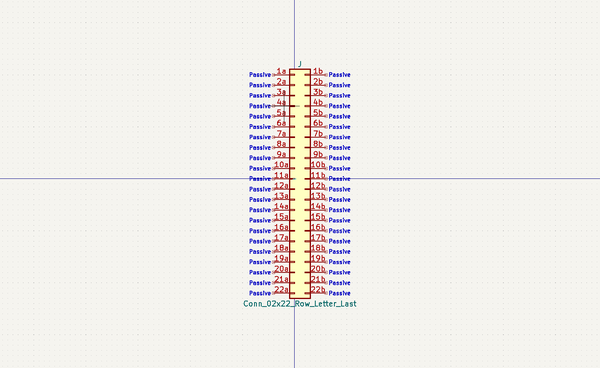 J
Passive 1a 1b Passive
Passive 2a 2b Passive
Passive 3a 3b Passive
Passive 4a 4b Passive
Passive 5a 5b Passive
Passive 6a 6b Passive
Passive 7a 7b Passive
Passive 8a 8b Passive
Passive 9a 9b Passive
Passive 10a 10b Passive
Passive 11a 11b Passive
Passive 12a 12b Passive
Passive 13a 13b Passive
Passive 14a 14b Passive
Passive 15a 15b Passive
Passive 16a 16b Passive
Passive 17a 17b Passive
Passive 18a 18b Passive
Passive 19a 19b Passive
Passive 20a 20b Passive
Passive 21a 21b Passive
Passive 22a 22b Passive
Conn_02x22_Row_Letter_Last